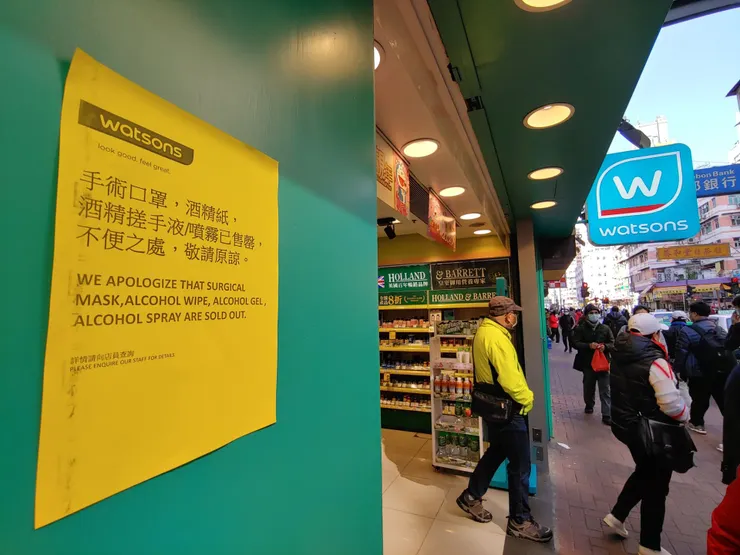 watsons
look good. feel great.
手術口罩，酒精紙，
酒精搓手液/噴霧已售罄，
不便之處，敬請原諒。
WE APOLOGIZE THAT SURGICAL
MASK,ALCOHOL WIPE, ALCOHOL GEL ,
ALCOHOL SPRAY ARE SOLD OUT.
詳情請向店員查詢
PLEASE ENQUIRE OUR STAFF FOR DETAILS
HOLLAND
& BARRETT
HOLLAND & BARRETT
W
watsons
Bank
銀行